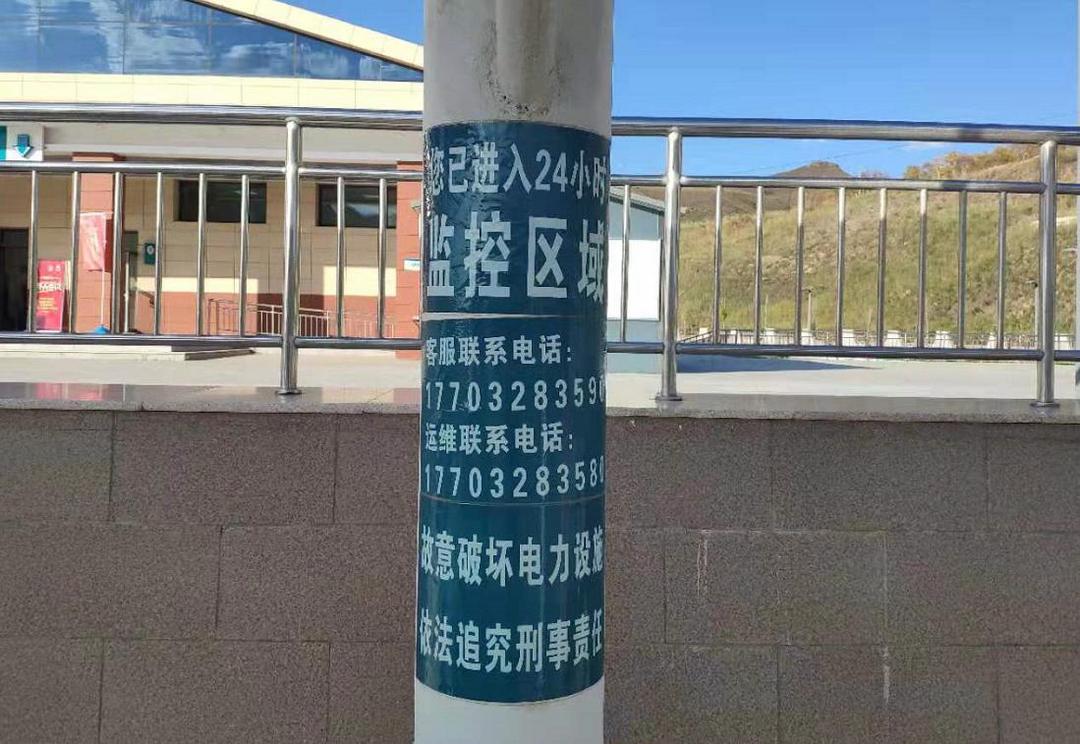 您已进入24小时
监控区域
客服联系电话:
17703283590
运维联系电话:
17703283580
故意破坏电力设施
依法追究刑事责任